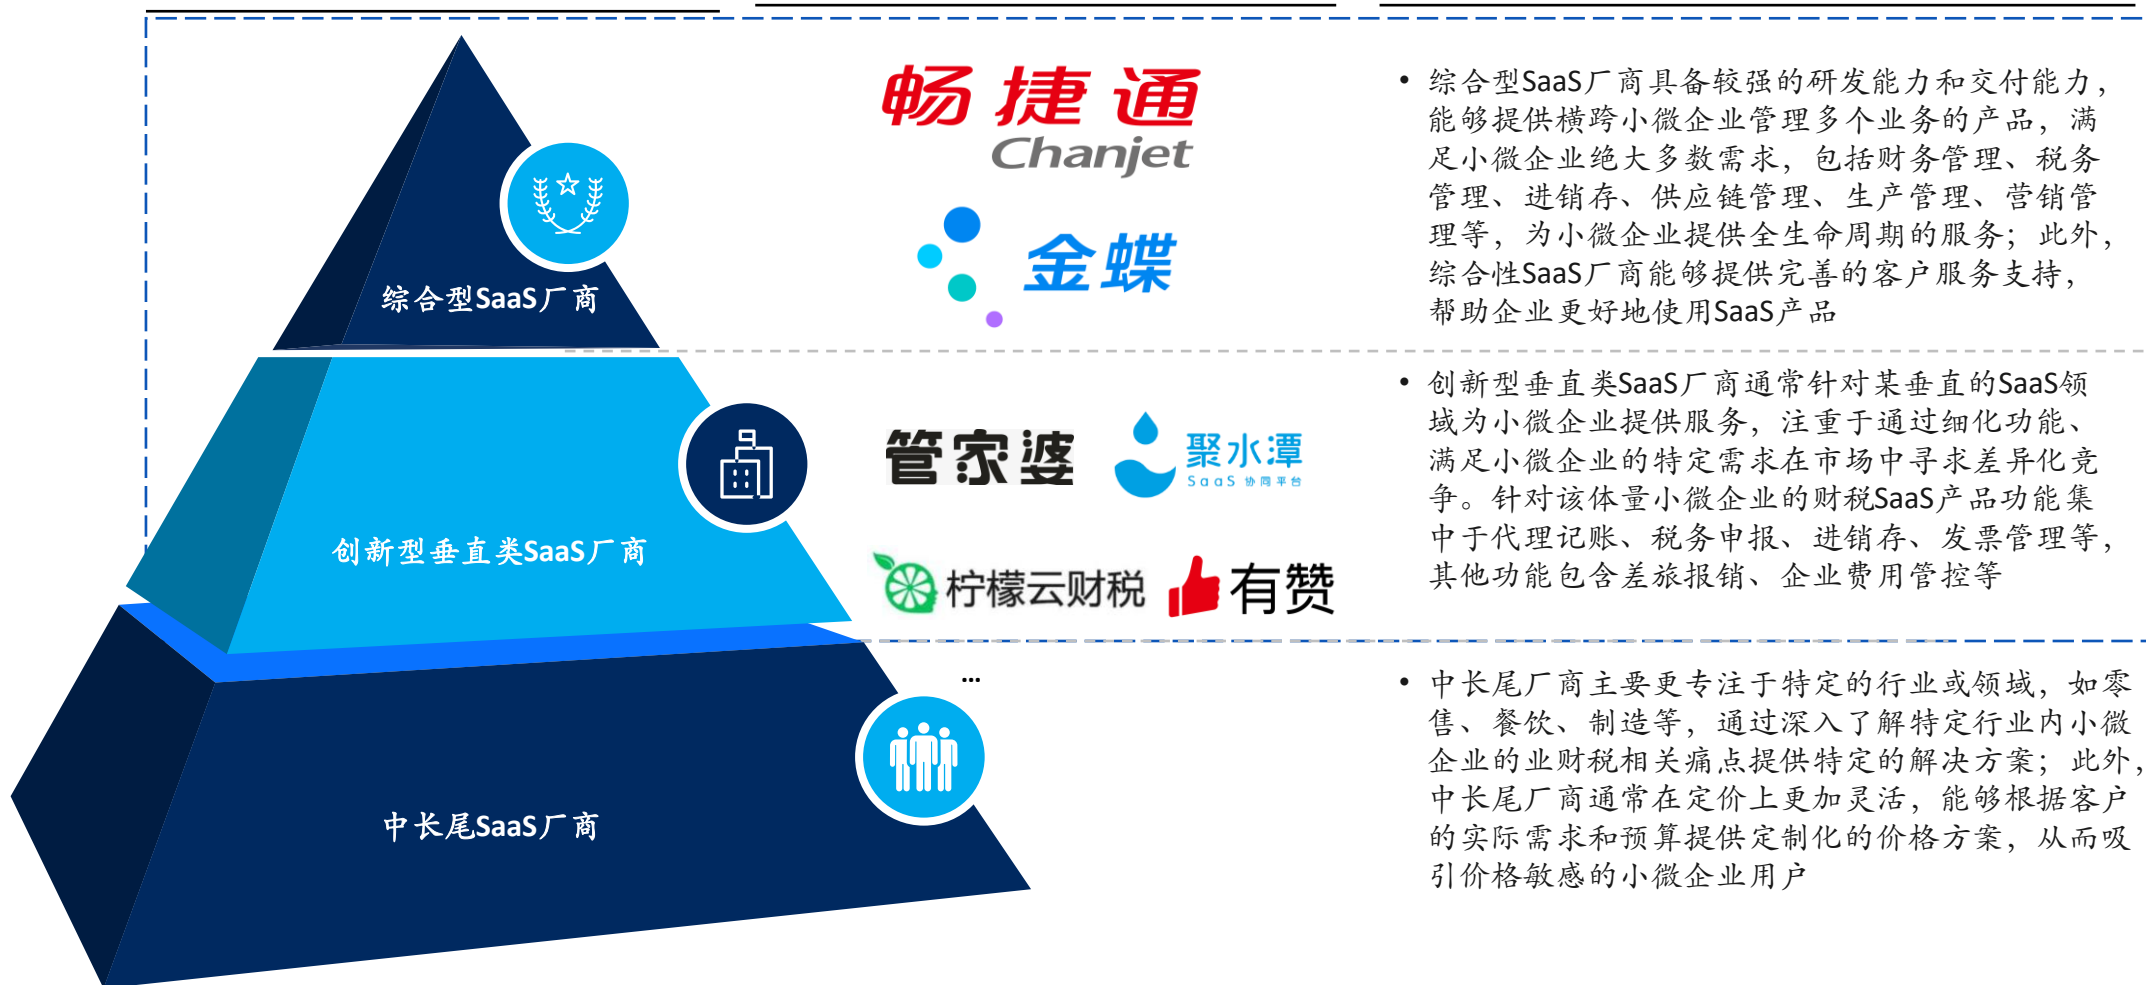 畅捷通
Chanjet
金蝶
综合型SaaS厂商
• 综合型SaaS厂商具备较强的研发能力和交付能力，
能够提供横跨小微企业管理多个业务的产品，满
足小微企业绝大多数需求，包括财务管理、税务
管理、进销存、供应链管理、生产管理、营销管
理等，为小微企业提供全生命周期的服务；此外，
综合性SaaS厂商能够提供完善的客户服务支持，
帮助企业更好地使用SaaS产品
创新型垂直类SaaS厂商
管家婆
聚水潭
SaaS 协同平台
柠檬云财税
有赞
• 创新型垂直类SaaS厂商通常针对某垂直的SaaS领
域为小微企业提供服务，注重于通过细化功能、
满足小微企业的特定需求在市场中寻求差异化竞
争。针对该体量小微企业的财税SaaS产品功能集
中于代理记账、税务申报、进销存、发票管理等，
其他功能包含差旅报销、企业费用管控等
中长尾SaaS厂商
...
• 中长尾厂商主要更专注于特定的行业或领域，如零
售、餐饮、制造等，通过深入了解特定行业内小微
企业的业财税相关痛点提供特定的解决方案；此外，
中长尾厂商通常在定价上更加灵活，能够根据客户
的实际需求和预算提供定制化的价格方案，从而吸
引价格敏感的小微企业用户